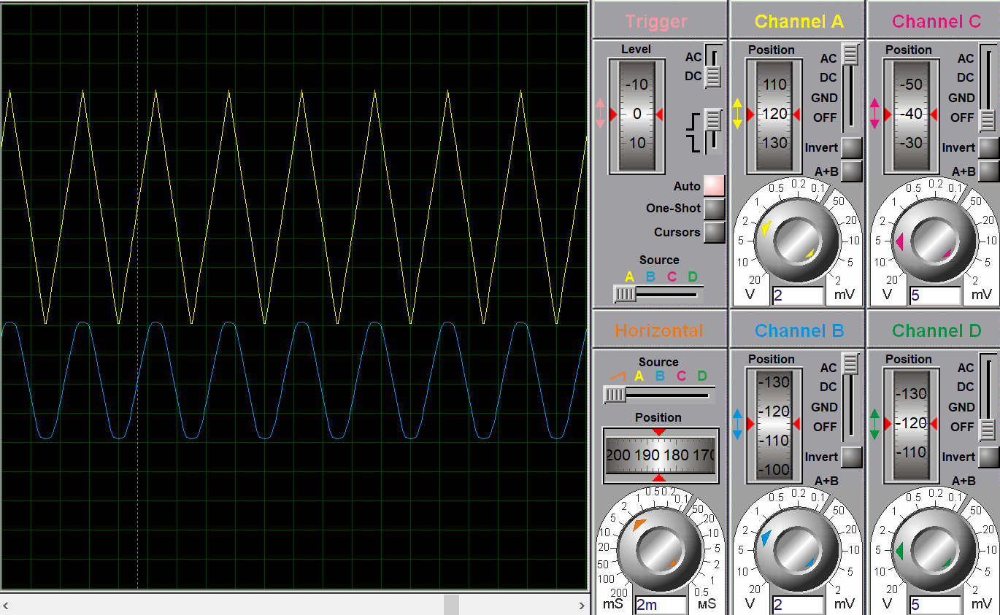 Trigger
Level
AC
DC
-10
0
10
Auto
One-Shot
Cursors
Source
A B C D
Channel A
Position
AC
DC
GND
OFF
110
120
130
Invert
A+B
0.5 0.2 0.1
1 50
2 20
5 10
10 5
20 2
V 2 mV
Channel C
Position
AC
DC
GND
OFF
-50
-40
-30
Invert
A+B
0.5 0.2 0.1
1 50
2 20
5 10
10 5
20 2
V 5 mV
Horizontal
Source
A B C D
Position
200 190 180 170
0.5 0.2
1 0.1
2 50
5 20
10 10
20 5
50 2
100 1
200 0.5
mS 2m мS
Channel B
Position
AC
DC
GND
OFF
-130
-120
-110
-100
Invert
A+B
0.5 0.2 0.1
1 50
2 20
5 10
10 5
20 2
V 2 mV
Channel D
Position
AC
DC
GND
OFF
-130
-120
-110
Invert
A+B
0.5 0.2 0.1
1 50
2 20
5 10
10 5
20 2
V 5 mV